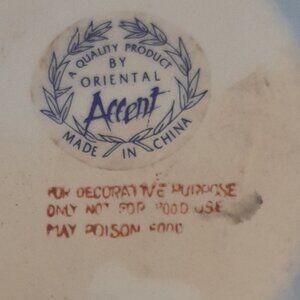 A QUALITY PRODUCT
BY
ORIENTAL
Accent
MADE IN CHINA
FOR DECORATIVE PURPOSE
ONLY NOT FOR FOOD USE
MAY POISON FOOD